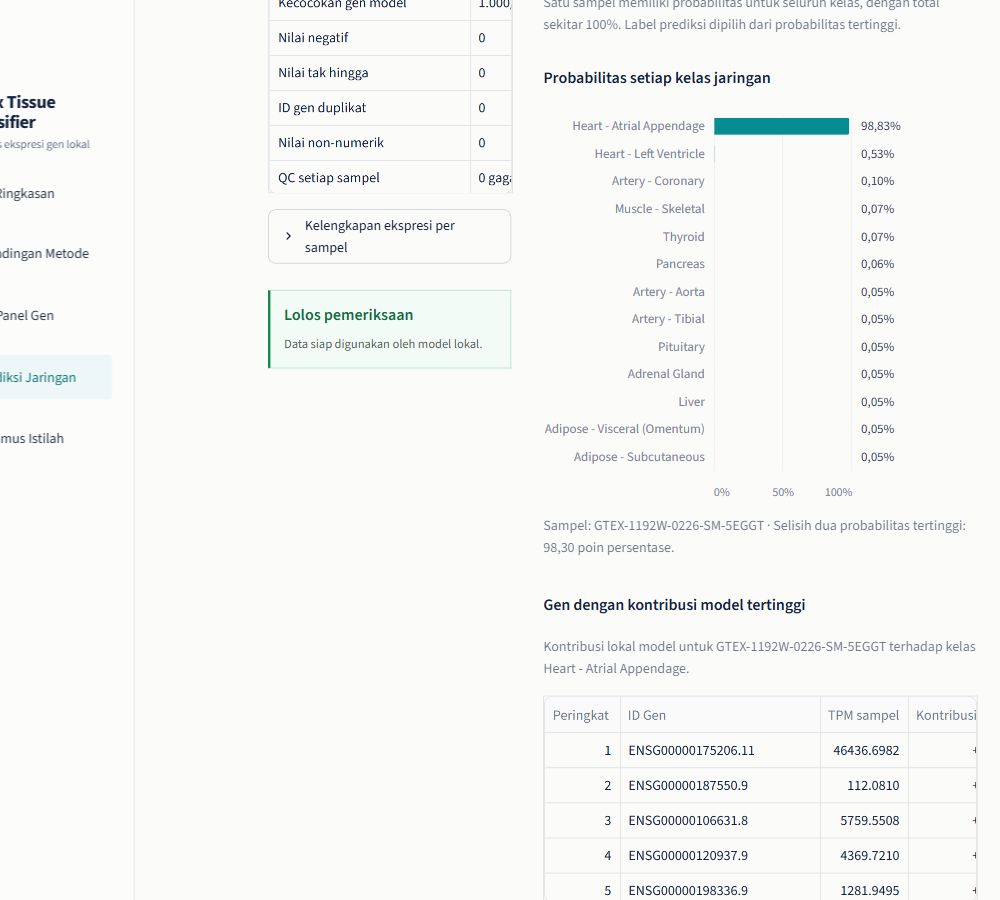 x Tissue
sifier
s ekspresi gen lokal
Ringkasan
ndingan Metode
Panel Gen
diksi Jaringan
mus Istilah
Kecocokan gen model 1.000,
Nilai negatif 0
Nilai tak hingga 0
ID gen duplikat 0
Nilai non-numerik 0
QC setiap sampel 0 gaga
Kelengkapan ekspresi per
sampel
Lolos pemeriksaan
Data siap digunakan oleh model lokal.
Satu sampel memiliki probabilitas untuk seluruh kelas, dengan total
sekitar 100%. Label prediksi dipilih dari probabilitas tertinggi.
Probabilitas setiap kelas jaringan
Heart - Atrial Appendage 98,83%
Heart - Left Ventricle 0,53%
Artery - Coronary 0,10%
Muscle - Skeletal 0,07%
Thyroid 0,07%
Pancreas 0,06%
Artery - Aorta 0,05%
Artery - Tibial 0,05%
Pituitary 0,05%
Adrenal Gland 0,05%
Liver 0,05%
Adipose - Visceral (Omentum) 0,05%
Adipose - Subcutaneous 0,05%
0% 50% 100%
Sampel: GTEX-1192W-0226-SM-5EGGT · Selisih dua probabilitas tertinggi:
98,30 poin persentase.
Gen dengan kontribusi model tertinggi
Kontribusi lokal model untuk GTEX-1192W-0226-SM-5EGGT terhadap kelas
Heart - Atrial Appendage.
Peringkat ID Gen TPM sampel Kontribusi
1 ENSG00000175206.11 46436.6982 +
2 ENSG00000187550.9 112.0810 +
3 ENSG00000106631.8 5759.5508 +
4 ENSG00000120937.9 4369.7210 +
5 ENSG00000198336.9 1281.9495 +